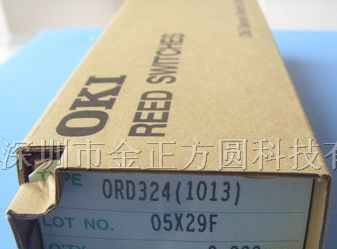 OKI
REED SWITCHES
深圳市金正方圆科技有
TYPE ORD324(1013)
LOT NO. 05X29F
Q'TY